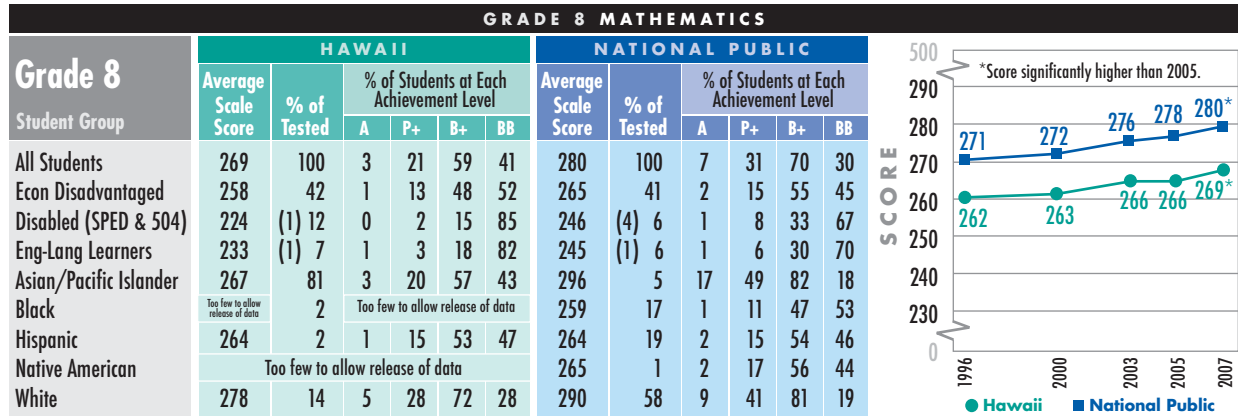 GRADE 8 MATHEMATICS
Grade 8
Student Group
HAWAII
NATIONAL PUBLIC
Average Scale Score
% of Tested
% of Students at Each Achievement Level
A P+ B+ BB
Average Scale Score
% of Tested
% of Students at Each Achievement Level
A P+ B+ BB
All Students 269 100 3 21 59 41 280 100 7 31 70 30
Econ Disadvantaged 258 42 1 13 48 52 265 41 2 15 55 45
Disabled (SPED & 504) 224 (1) 12 0 2 15 85 246 (4) 6 1 8 33 67
Eng-Lang Learners 233 (1) 7 1 3 18 82 245 (1) 6 1 6 30 70
Asian/Pacific Islander 267 81 3 20 57 43 296 5 17 49 82 18
Black Too few to allow release of data 2 Too few to allow release of data 259 17 1 11 47 53
Hispanic 264 2 1 15 53 47 264 19 2 15 54 46
Native American Too few to allow release of data 265 1 2 17 56 44
White 278 14 5 28 72 28 290 58 9 41 81 19
SCORE
500
290
280
270
260
250
240
230
0
*Score significantly higher than 2005.
271 272 276 278 280*
262 263 266 266 269*
1996 2000 2003 2005 2007
Hawaii National Public